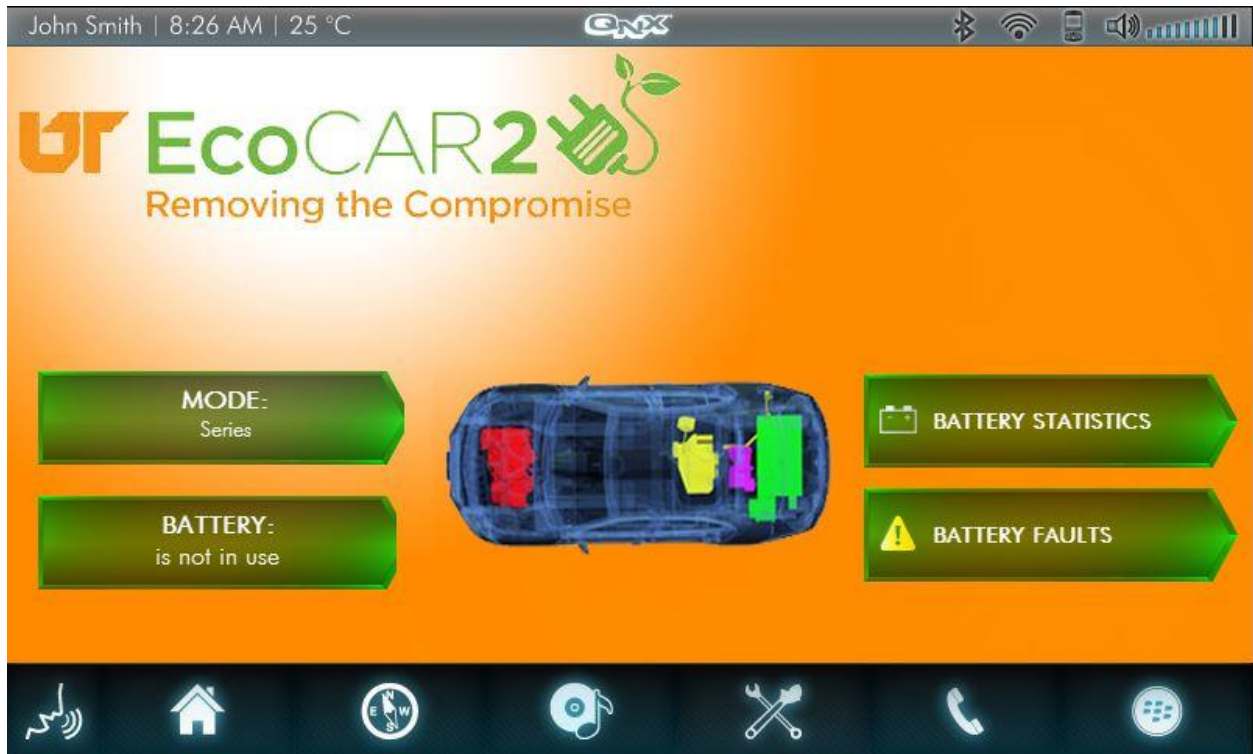 John Smith | 8:26 AM | 25 °C
QNX
UT EcoCAR2
Removing the Compromise
MODE:
Series
BATTERY STATISTICS
BATTERY:
is not in use
BATTERY FAULTS
N
E W
S